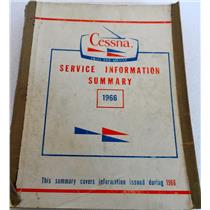 Cessna
SERVICE INFORMATION
SUMMARY
1966
This summary covers information issued during 1966